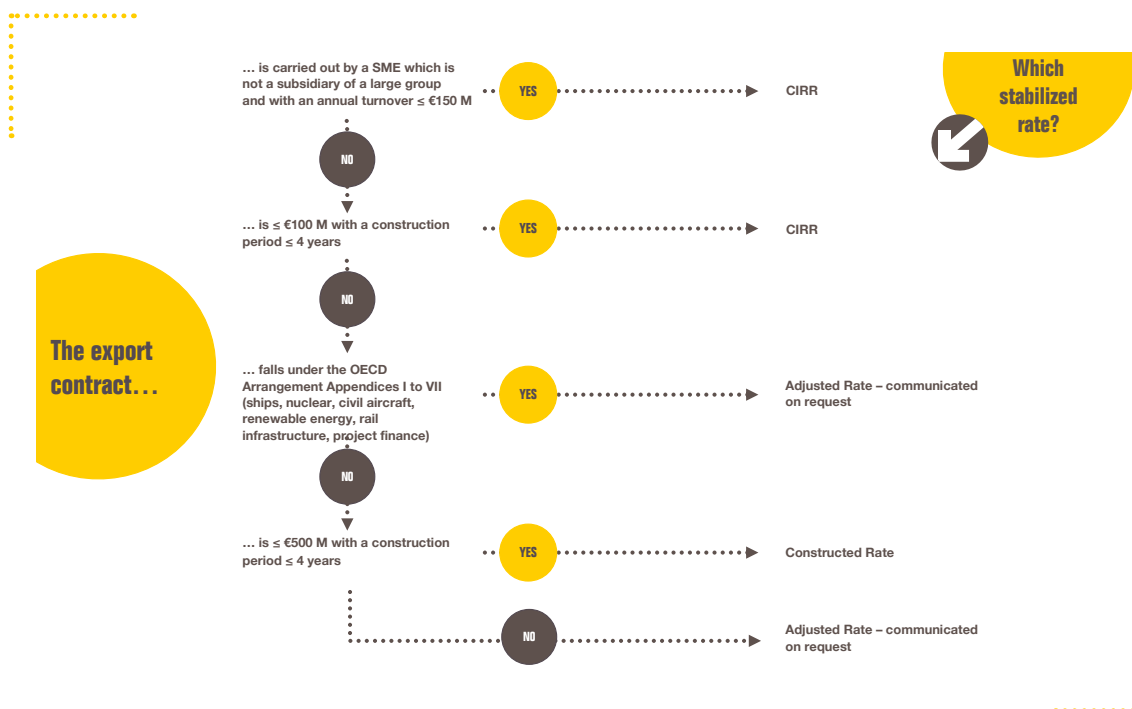 … is carried out by a SME which is
not a subsidiary of a large group
and with an annual turnover ≤ €150 M
YES
CIRR
Which
stabilized
rate?
NO
… is ≤ €100 M with a construction
period ≤ 4 years
YES
CIRR
NO
The export
contract…
… falls under the OECD
Arrangement Appendices I to VII
(ships, nuclear, civil aircraft,
renewable energy, rail
infrastructure, project finance)
YES
Adjusted Rate – communicated
on request
NO
… is ≤ €500 M with a construction
period ≤ 4 years
YES
Constructed Rate
NO
Adjusted Rate – communicated
on request